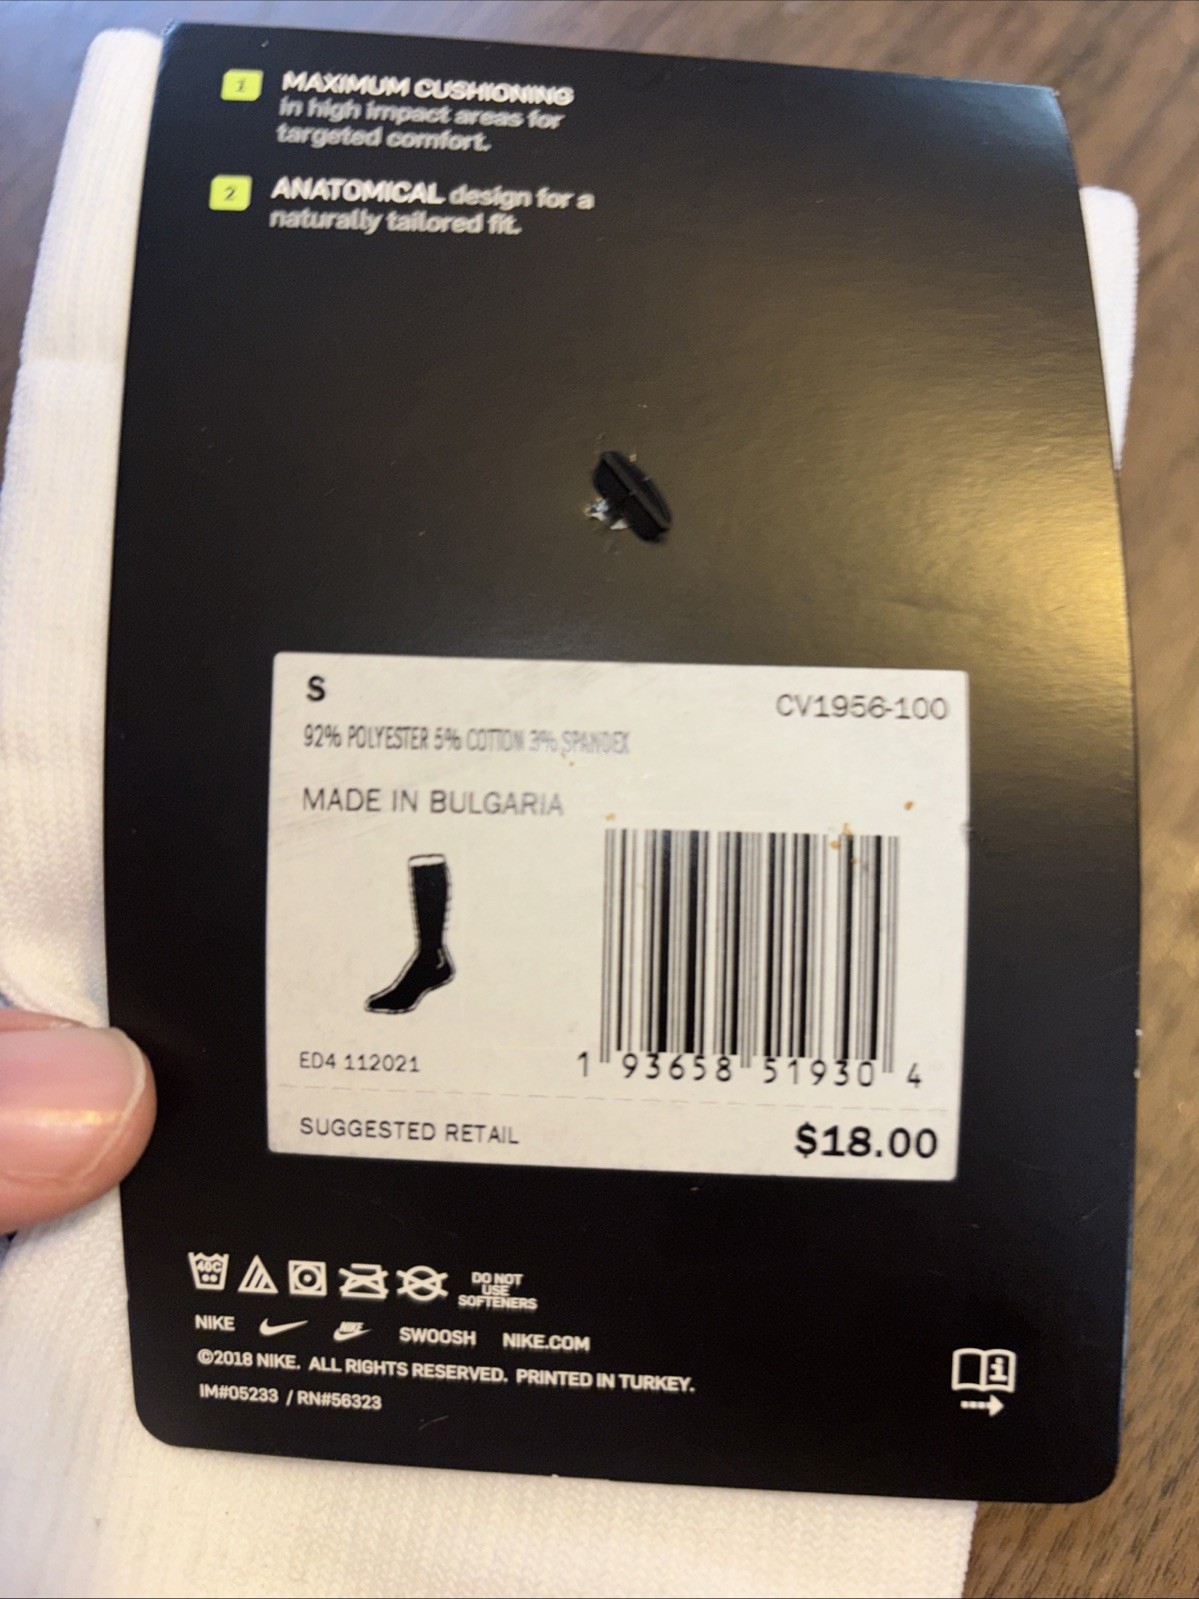 1
MAXIMUM CUSHIONING
in high impact areas for
targeted comfort.
2
ANATOMICAL design for a
naturally tailored fit.
S
CV1956-100
92% POLYESTER 5% COTTON 3% SPANDEX
MADE IN BULGARIA
ED4 112021
1 93658 51930 4
SUGGESTED RETAIL
$18.00
40C
DO NOT
USE
SOFTENERS
NIKE NIKE SWOOSH NIKE.COM
©2018 NIKE. ALL RIGHTS RESERVED. PRINTED IN TURKEY.
IM#05233 / RN#56323
i